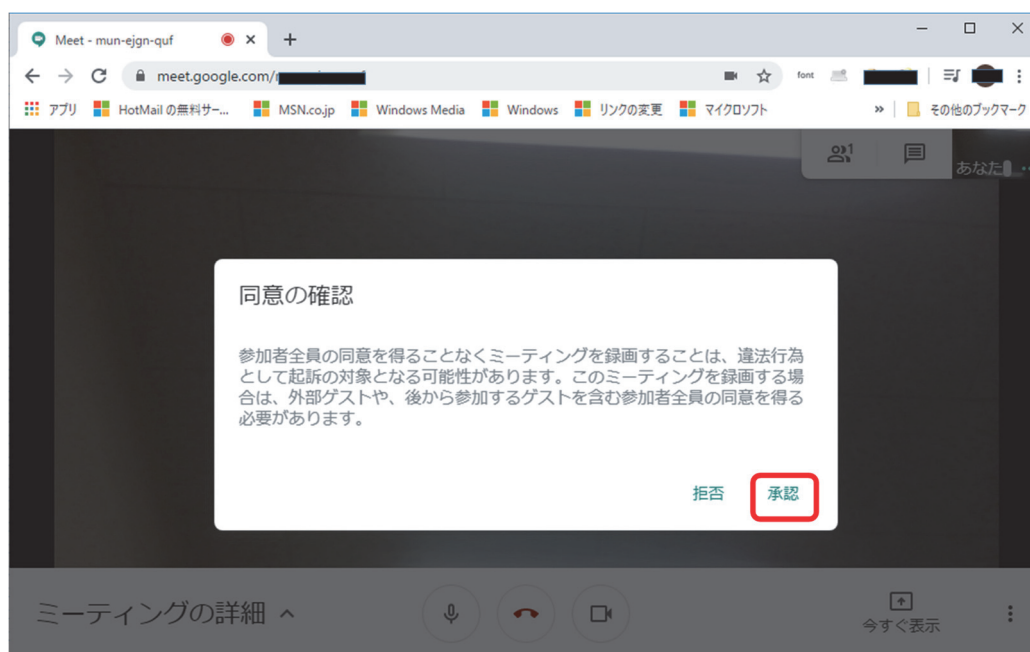 Meet - mun-ejgn-quf
meet.google.com/
font
アプリ HotMail の無料サー... MSN.co.jp Windows Media Windows リンクの変更 マイクロソフト » その他のブックマーク
1
あなた
同意の確認
参加者全員の同意を得ることなくミーティングを録画することは、違法行為
として起訴の対象となる可能性があります。このミーティングを録画する場
合は、外部ゲストや、後から参加するゲストを含む参加者全員の同意を得る
必要があります。
拒否 承認
ミーティングの詳細
今すぐ表示